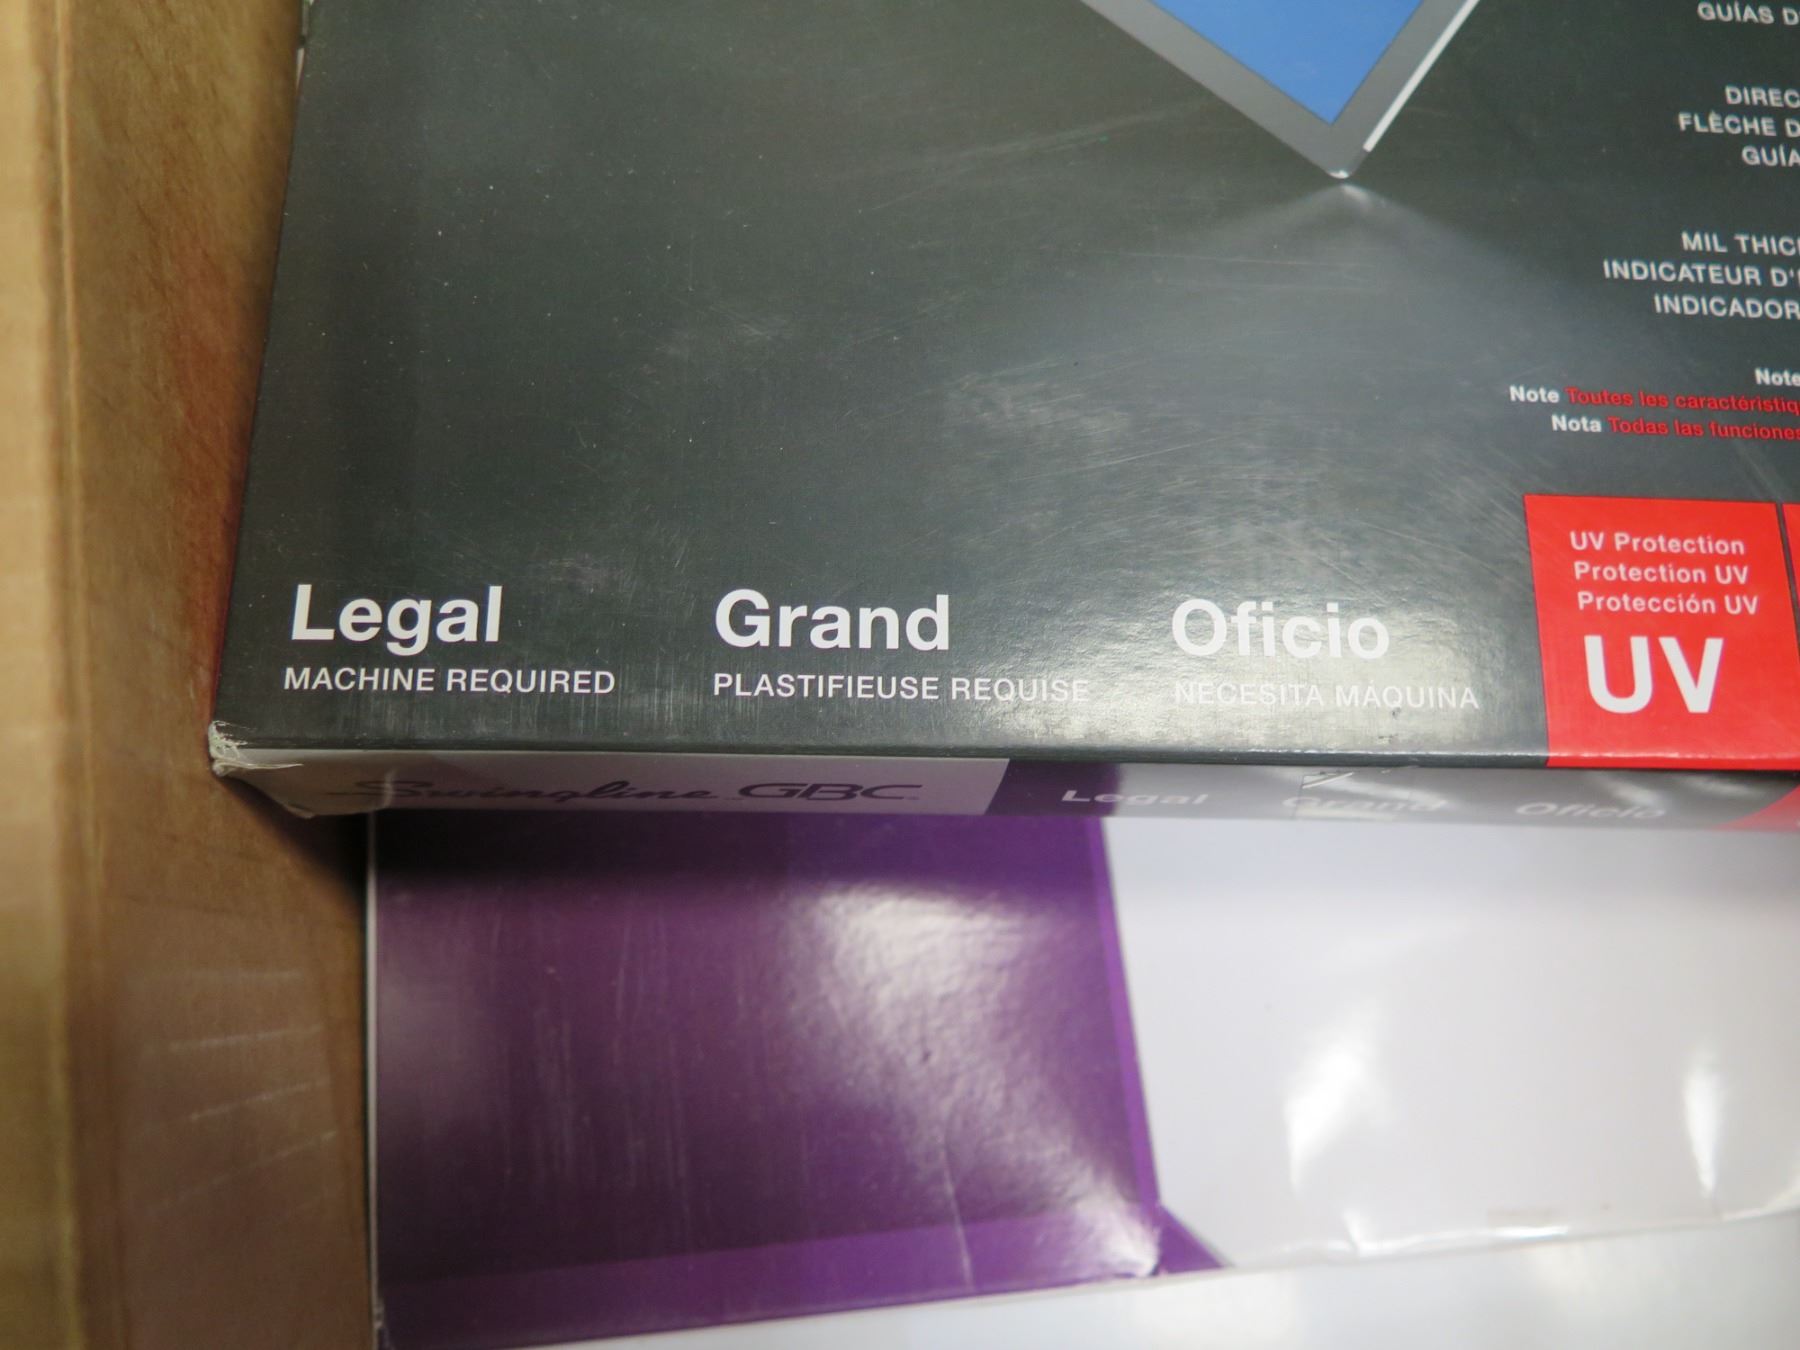 GUÍAS D
DIREC
FLÈCHE D
GUÍA
MIL THIC
INDICATEUR D'
INDICADOR
Note
Note Toutes les caractéristiq
Nota Todas las funciones
UV Protection
Protection UV
Protección UV
UV
Legal Grand Oficio
MACHINE REQUIRED PLASTIFIEUSE REQUISE NECESITA MÁQUINA
Swingline GBC Legal Grand Oficio